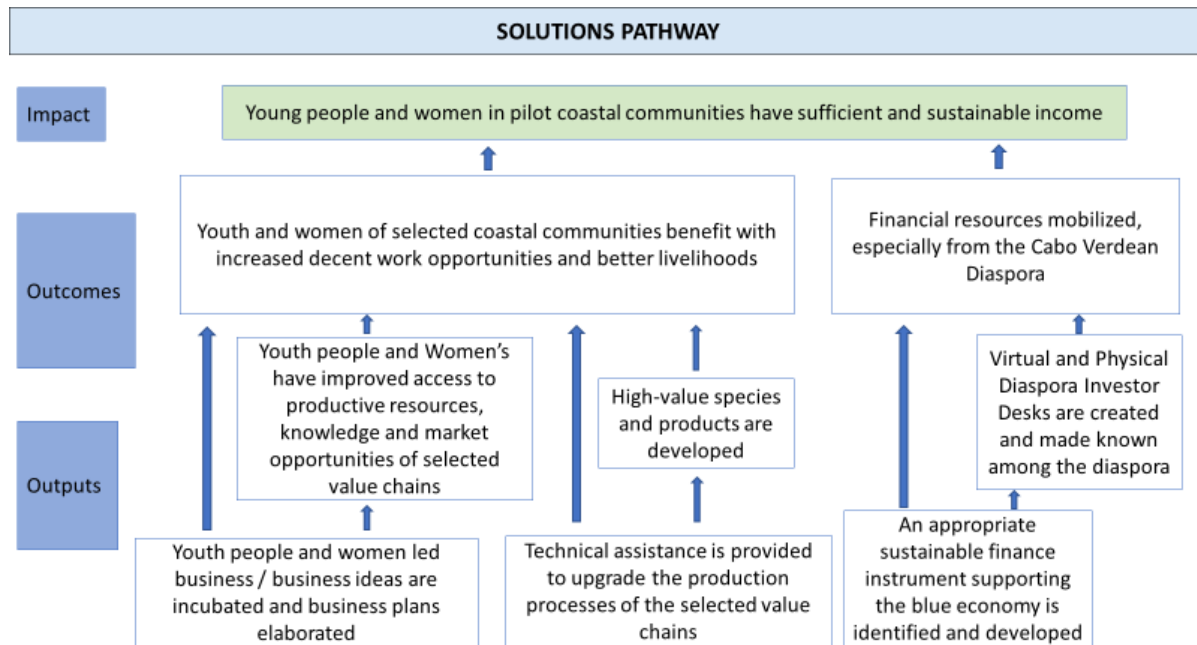 SOLUTIONS PATHWAY
Impact
Young people and women in pilot coastal communities have sufficient and sustainable income
Outcomes
Youth and women of selected coastal communities benefit with
increased decent work opportunities and better livelihoods
Financial resources mobilized,
especially from the Cabo Verdean
Diaspora
Outputs
Youth people and Women’s
have improved access to
productive resources,
knowledge and market
opportunities of selected
value chains
High-value species
and products are
developed
Virtual and Physical
Diaspora Investor
Desks are created
and made known
among the diaspora
Youth people and women led
business / business ideas are
incubated and business plans
elaborated
Technical assistance is provided
to upgrade the production
processes of the selected value
chains
An appropriate
sustainable finance
instrument supporting
the blue economy is
identified and developed